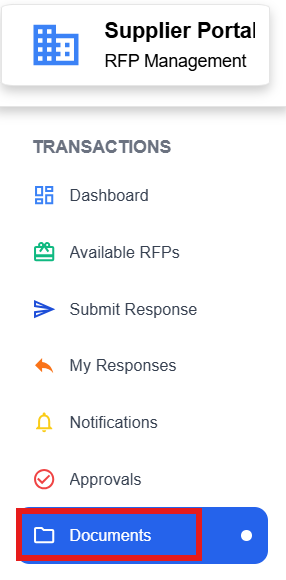 Supplier Portal
RFP Management
TRANSACTIONS
Dashboard
Available RFPs
Submit Response
My Responses
Notifications
Approvals
Documents